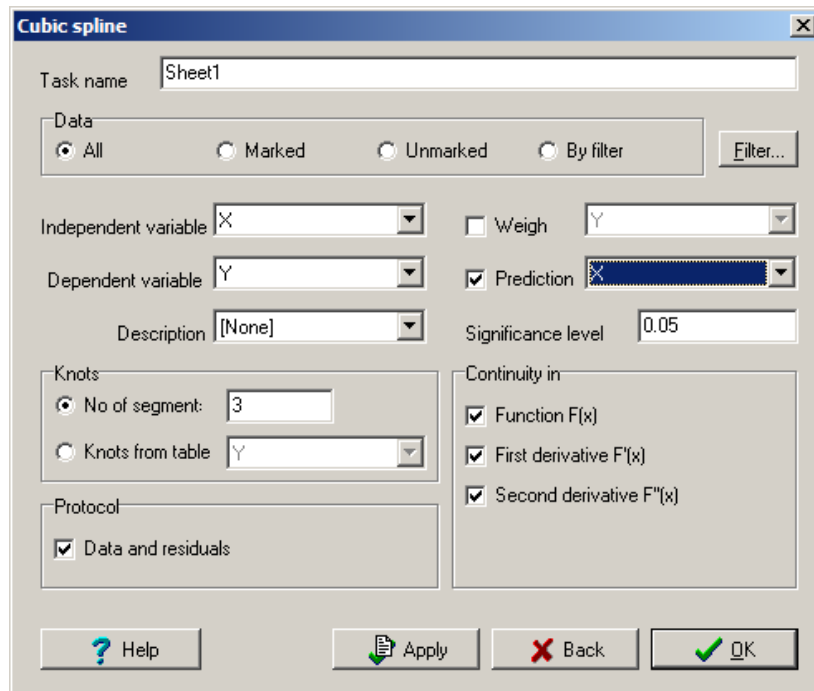 Cubic spline
Task name Sheet1
Data
All Marked Unmarked By filter Filter...
Independent variable X Weigh Y
Dependent variable Y Prediction X
Description [None] Significance level 0.05
Knots Continuity in
No of segment: 3 Function F(x)
Knots from table Y First derivative F'(x)
Second derivative F''(x)
Protocol
Data and residuals
? Help Apply Back OK